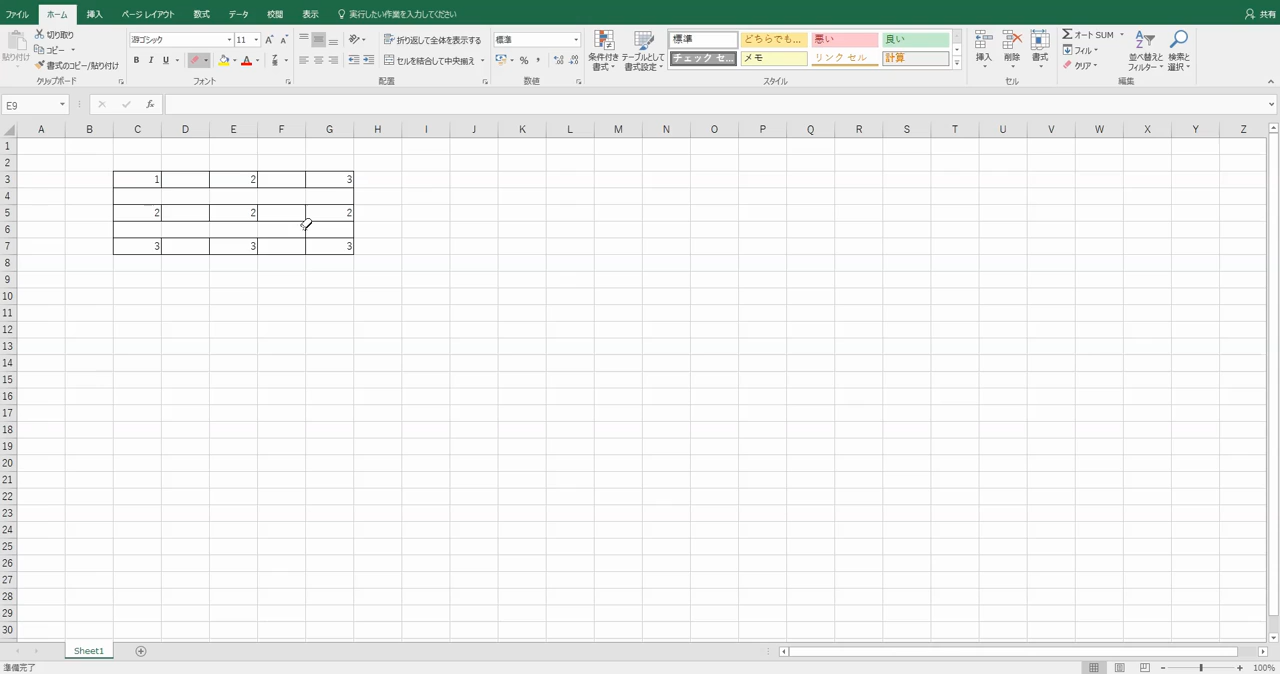 ファイル ホーム 挿入 ページ レイアウト 数式 データ 校閲 表示 実行したい作業を入力してください 共有
貼り付け 切り取り コピー 書式のコピー/貼り付け クリップボード
游ゴシック 11 A A B I U A フォント
折り返して全体を表示する セルを結合して中央揃え 配置
標準 % , 数値
条件付き書式 テーブルとして書式設定 標準 どちらでも... 悪い 良い
チェック セ... メモ リンク セル 計算 スタイル
挿入 削除 書式 セル
オート SUM フィル クリア 並べ替えとフィルター 検索と選択 編集
E9 fx
A B C D E F G H I J K L M N O P Q R S T U V W X Y Z
1
2
3 1 2 3
4
5 2 2 2
6
7 3 3 3
8
9
10
11
12
13
14
15
16
17
18
19
20
21
22
23
24
25
26
27
28
29
30
Sheet1
準備完了 100%